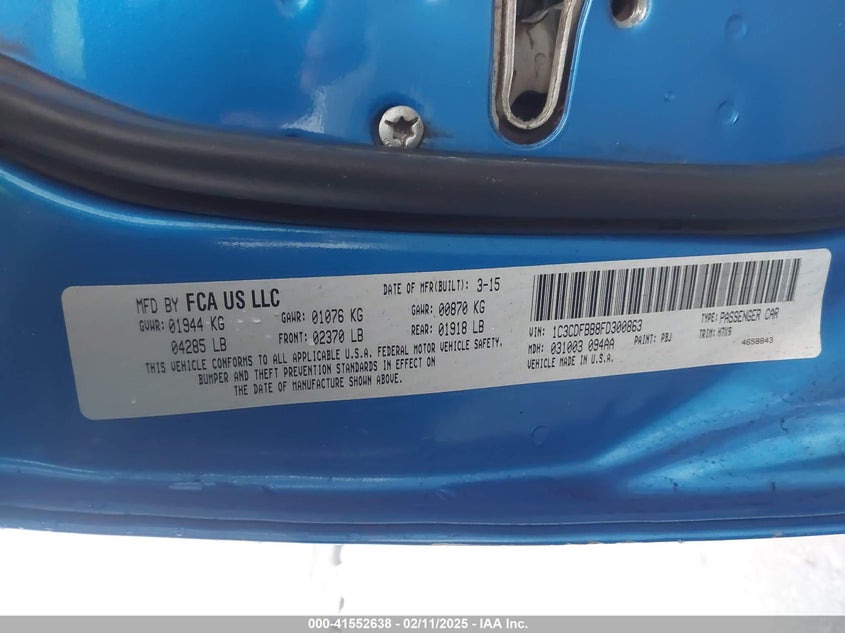 MFD BY FCA US LLC
DATE OF MFR(BUILT): 3-15
GVWR: 01944 KG
04285 LB
GAWR: 01076 KG
FRONT: 02370 LB
GAWR: 00870 KG
REAR: 01918 LB
THIS VEHICLE CONFORMS TO ALL APPLICABLE U.S.A. FEDERAL MOTOR VEHICLE SAFETY,
BUMPER AND THEFT PREVENTION STANDARDS IN EFFECT ON
THE DATE OF MANUFACTURE SHOWN ABOVE.
VIN: 1C3CDFBB8FD300863
TYPE: PASSENGER CAR
MDH: 031003 094AA
PAINT: PBJ
TRIM: H7X9
VEHICLE MADE IN U.S.A.
4658843
000-41552638 - 02/11/2025 - IAA Inc.